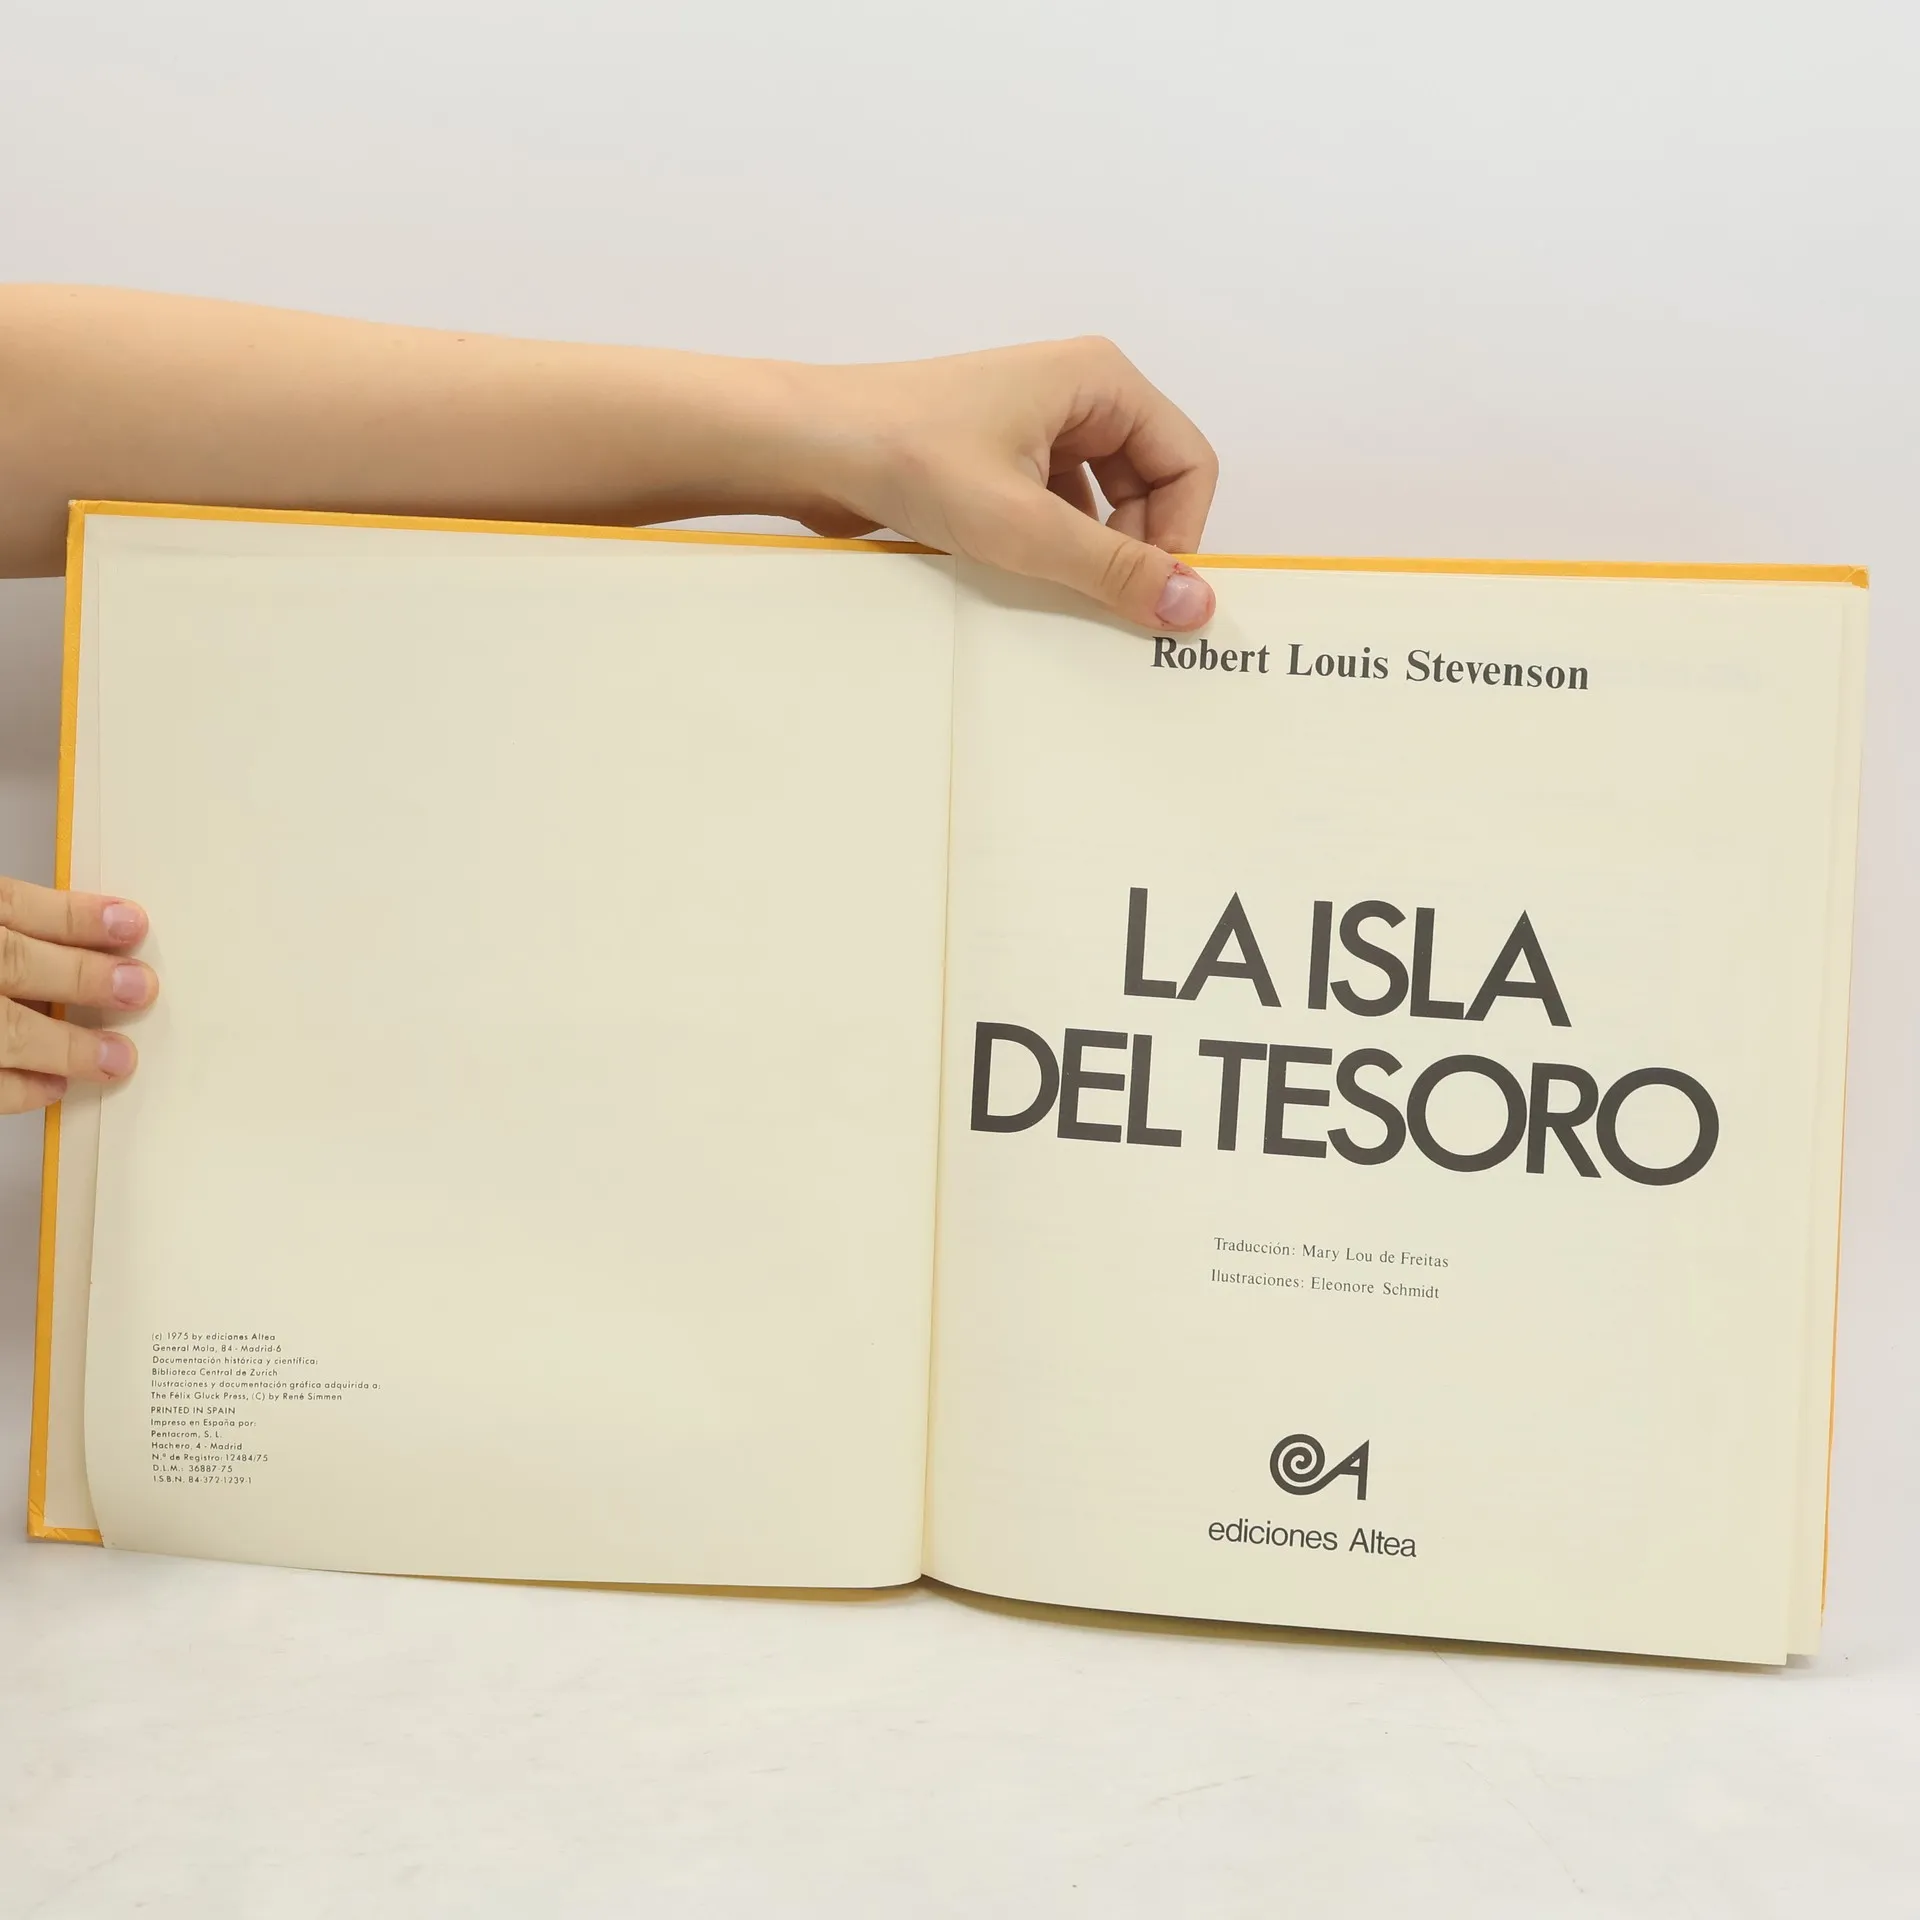 (c) 1975 by ediciones Altea
General Mola, 84 - Madrid-6
Documentación histórica y científica:
Biblioteca Central de Zurich
Ilustraciones y documentación gráfica adquirida a:
The Félix Gluck Press, (C) by René Simmen
PRINTED IN SPAIN
Impreso en España por:
Pentacrom, S. L.
Hachero, 4 - Madrid
N.º de Registro: 12484/75
D.L.M.: 36887-75
I.S.B.N. 84-372-1239-1
Robert Louis Stevenson
LA ISLA
DEL TESORO
Traducción: Mary Lou de Freitas
Ilustraciones: Eleonore Schmidt
ediciones Altea